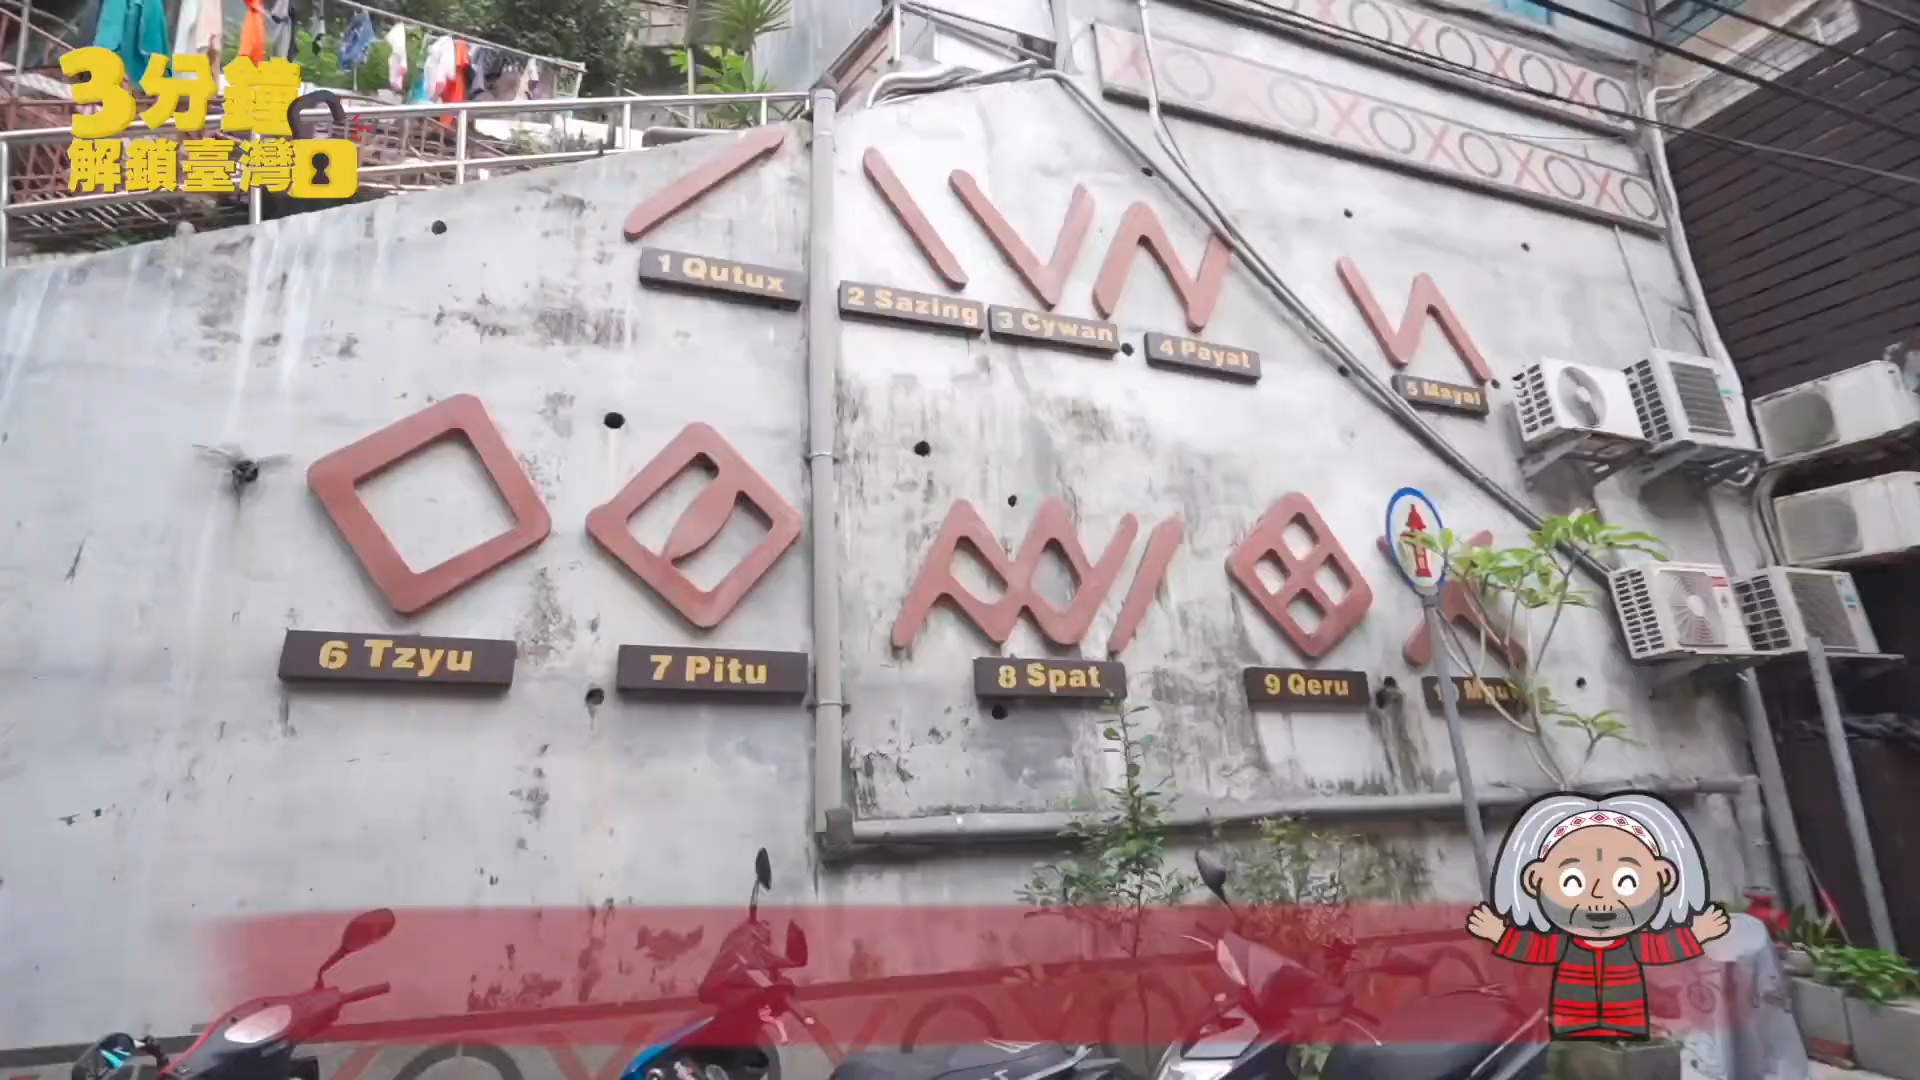 3分鐘
解鎖臺灣
1 Qutux
2 Sazing
3 Cywan
4 Payat
5 Mayal
6 Tzyu
7 Pitu
8 Spat
9 Qeru